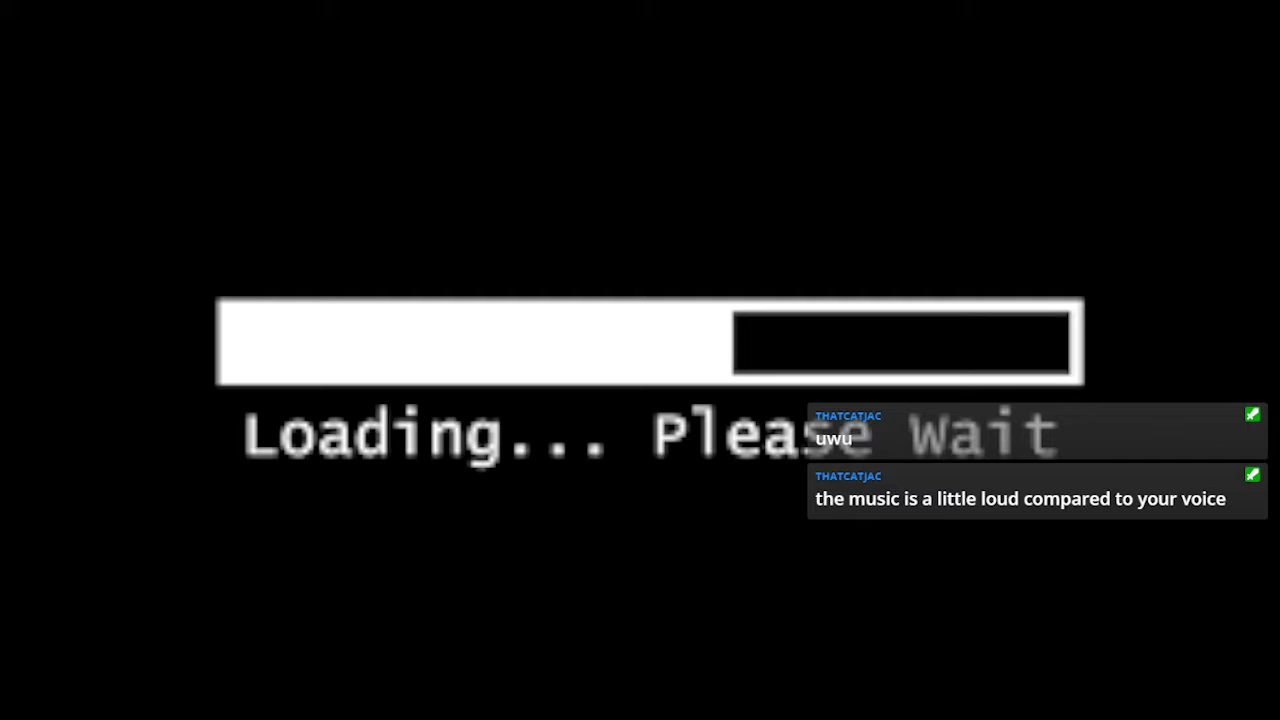 Loading... Please Wait
THATCATJAC
uwu
THATCATJAC
the music is a little loud compared to your voice